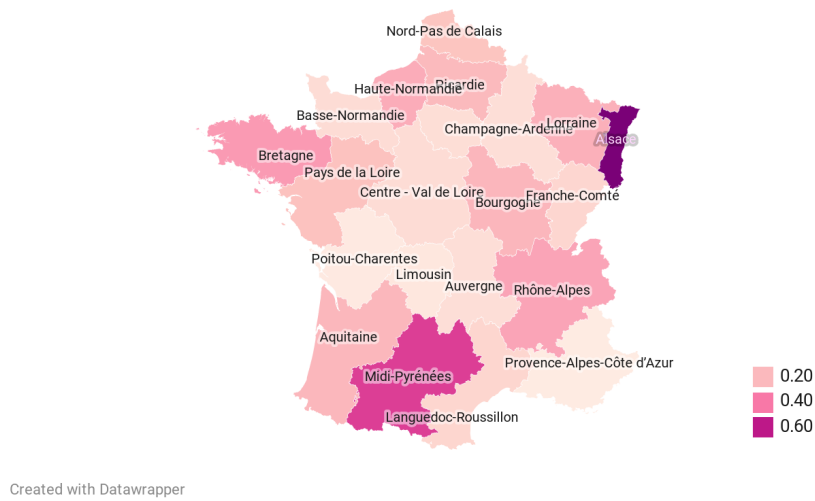 Nord-Pas de Calais
Picardie
Haute-Normandie
Basse-Normandie
Lorraine
Champagne-Ardenne
Alsace
Bretagne
Pays de la Loire
Centre - Val de Loire
Franche-Comté
Bourgogne
Poitou-Charentes
Limousin
Auvergne
Rhône-Alpes
Aquitaine
Provence-Alpes-Côte d’Azur
Midi-Pyrénées
Languedoc-Roussillon
0.20
0.40
0.60
Created with Datawrapper